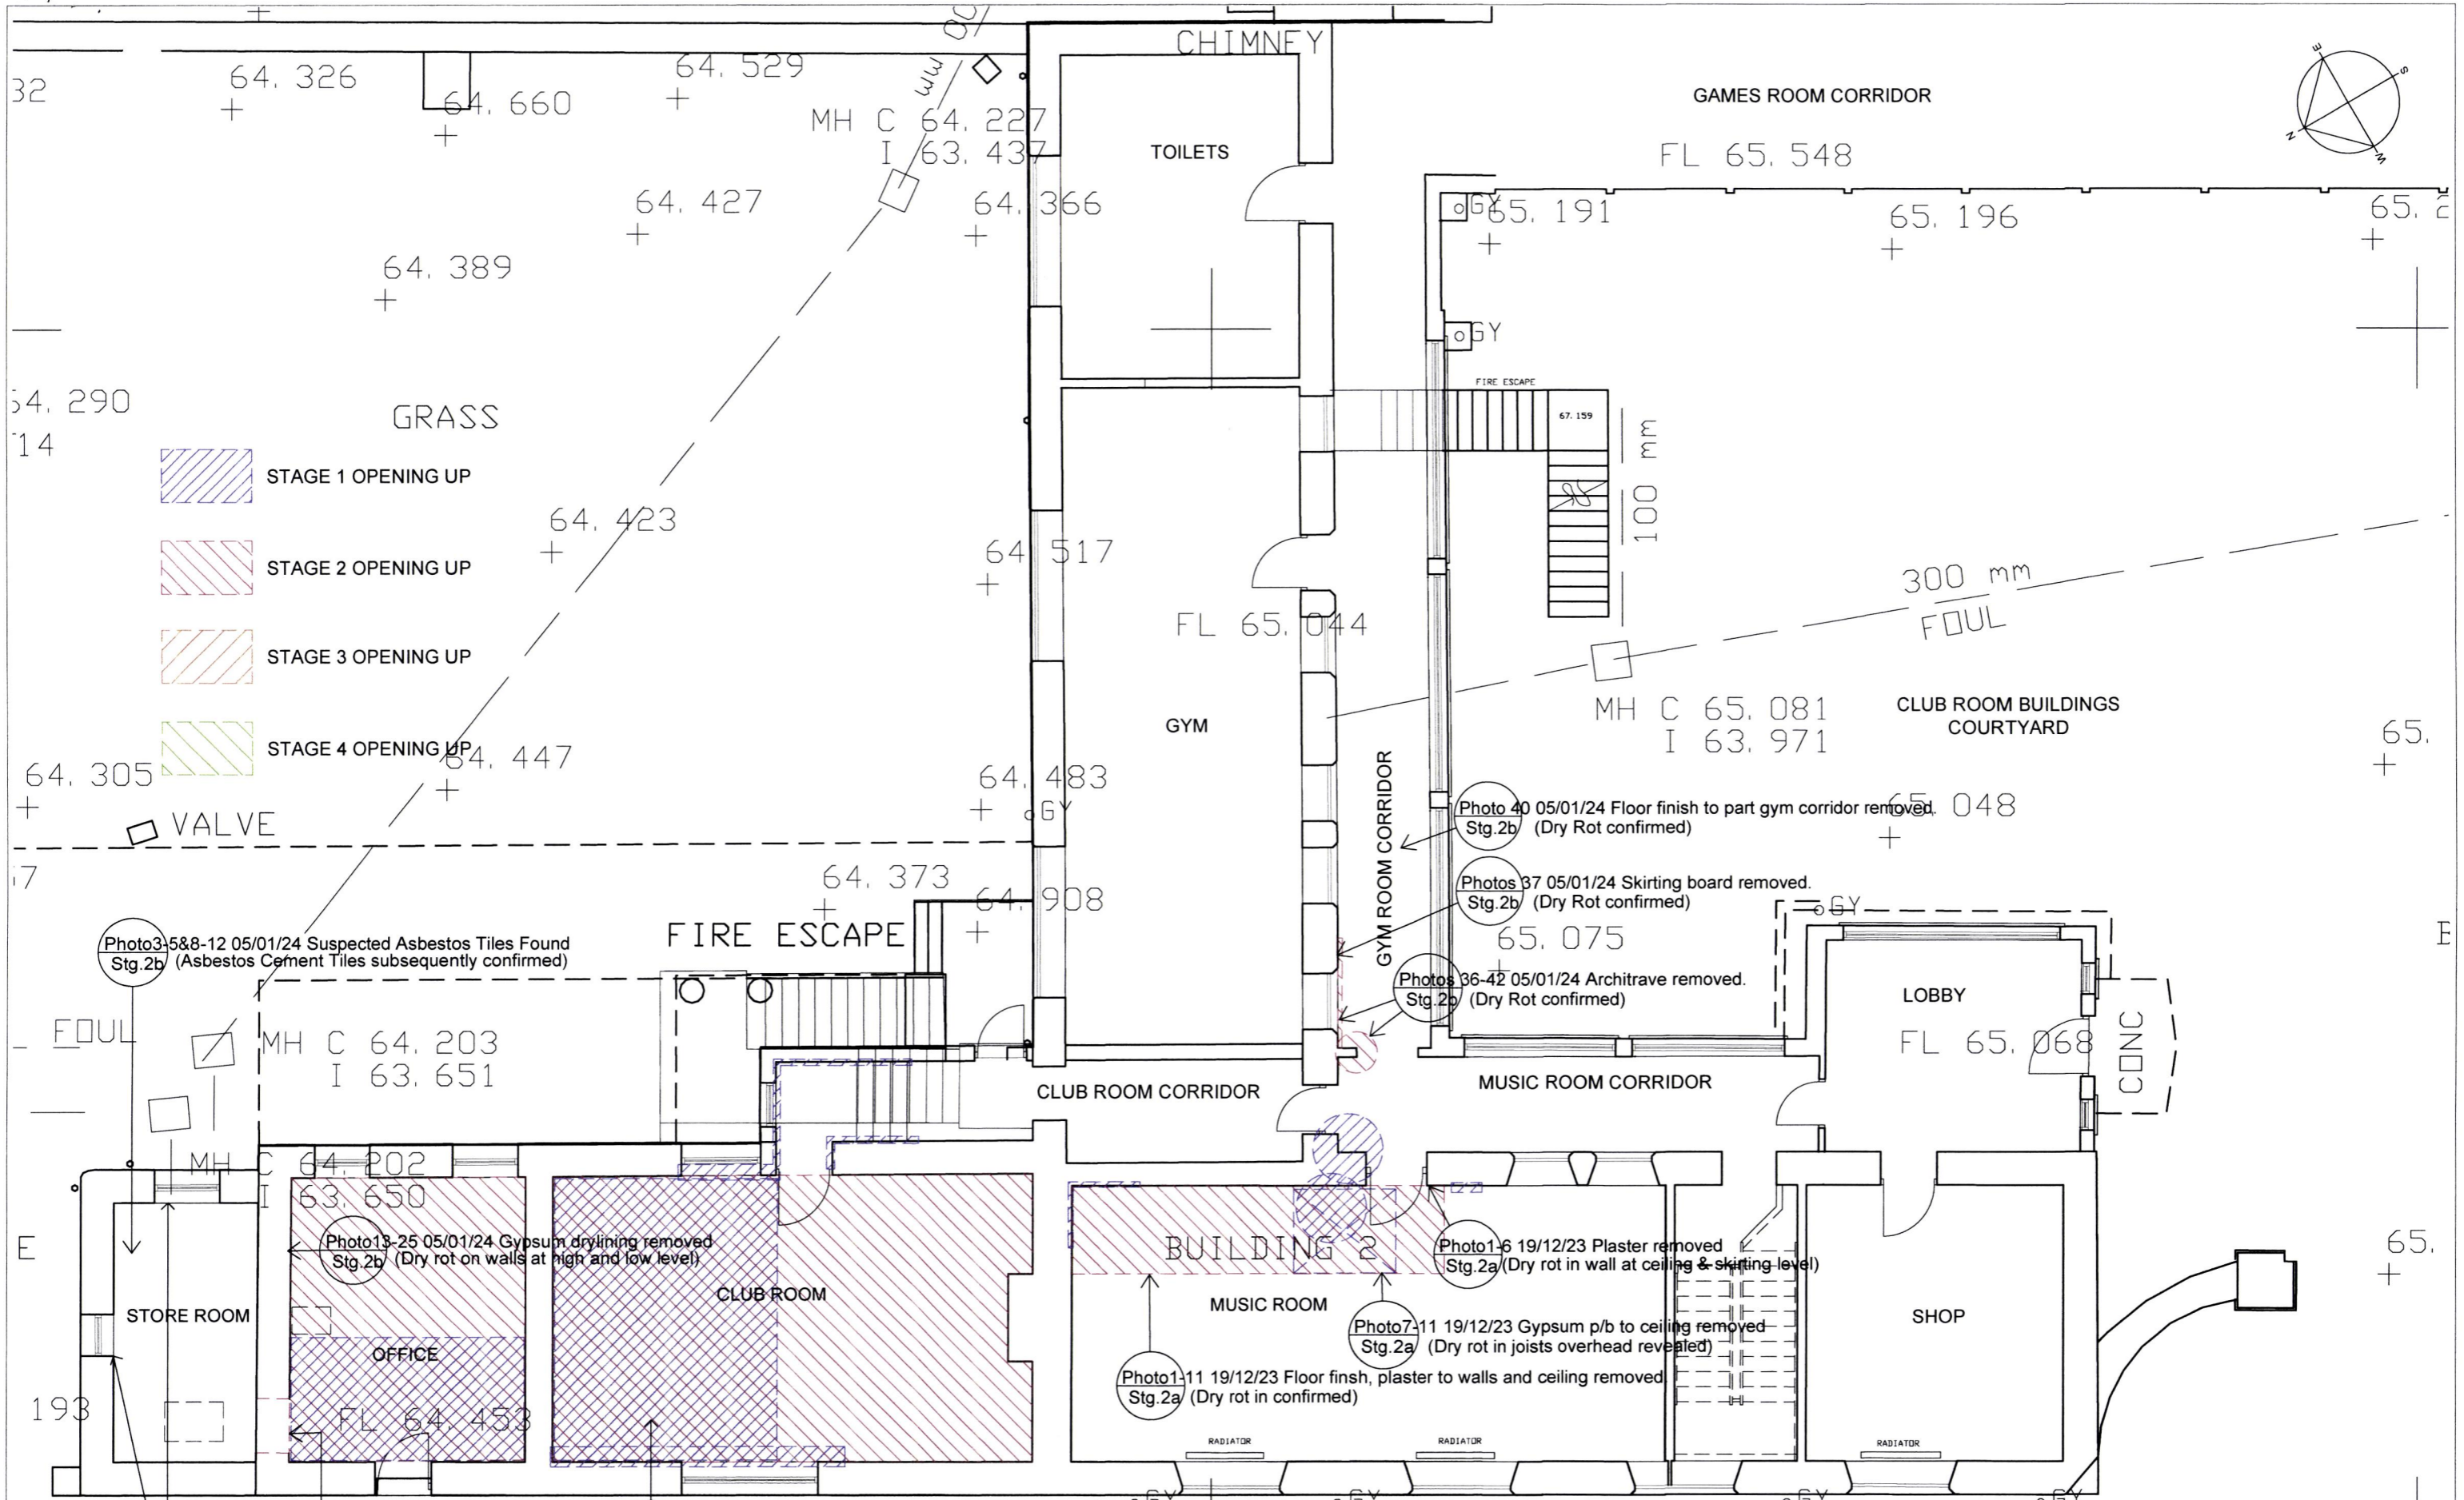 CHIMNEY
32
64. 326
64. 660
64. 529
MH C 64. 227
I 63. 437
TOILETS
GAMES ROOM CORRIDOR
FL 65. 548
E
S
N
W
64. 427
64. 366
GY
65. 191
65. 196
65. 2
64. 389
GY
FIRE ESCAPE
67. 159
100 mm
54. 290
14
GRASS
STAGE 1 OPENING UP
STAGE 2 OPENING UP
STAGE 3 OPENING UP
STAGE 4 OPENING UP
64. 423
64. 517
64. 447
64. 305
64. 483
GY
VALVE
FL 65. 044
GYM
GYM ROOM CORRIDOR
300 mm
FOUL
MH C 65. 081
I 63. 971
CLUB ROOM BUILDINGS
COURTYARD
65.
65. 048
Photo 40 05/01/24 Floor finish to part gym corridor removed.
Stg.2b (Dry Rot confirmed)
Photos 37 05/01/24 Skirting board removed.
Stg.2b (Dry Rot confirmed)
65. 075
Photos 36-42 05/01/24 Architrave removed.
Stg.2b (Dry Rot confirmed)
64. 373
64. 908
FIRE ESCAPE
Photo3-5&8-12 05/01/24 Suspected Asbestos Tiles Found
Stg.2b (Asbestos Cement Tiles subsequently confirmed)
FOUL
MH C 64. 203
I 63. 651
MH C 64. 202
I 63. 650
GY
LOBBY
FL 65. 068
CONC
CLUB ROOM CORRIDOR
MUSIC ROOM CORRIDOR
E
Photo13-25 05/01/24 Gypsum drylining removed
Stg.2b (Dry rot on walls at high and low level)
STORE ROOM
OFFICE
FL 64. 453
193
CLUB ROOM
BUILDING 2
MUSIC ROOM
Photo1-6 19/12/23 Plaster removed
Stg.2a (Dry rot in wall at ceiling & skirting level)
Photo7-11 19/12/23 Gypsum p/b to ceiling removed
Stg.2a (Dry rot in joists overhead revealed)
Photo1-11 19/12/23 Floor finsh, plaster to walls and ceiling removed.
Stg.2a (Dry rot in confirmed)
SHOP
65.
RADIATOR
RADIATOR
RADIATOR
GY
GY
GY
GY